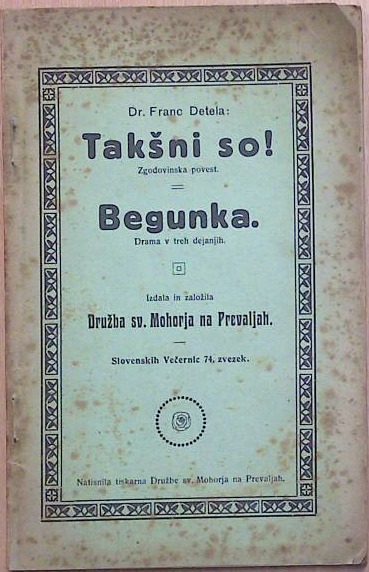 Dr. Franc Detela:
Takšni so!
Zgodovinska povest.
Begunka.
Drama v treh dejanjih.
Izdala in založila
Družba sv. Mohorja na Prevaljah.
Slovenskih Večernic 74. zvezek.
Natisnila tiskarna Družbe sv. Mohorja na Prevaljah.